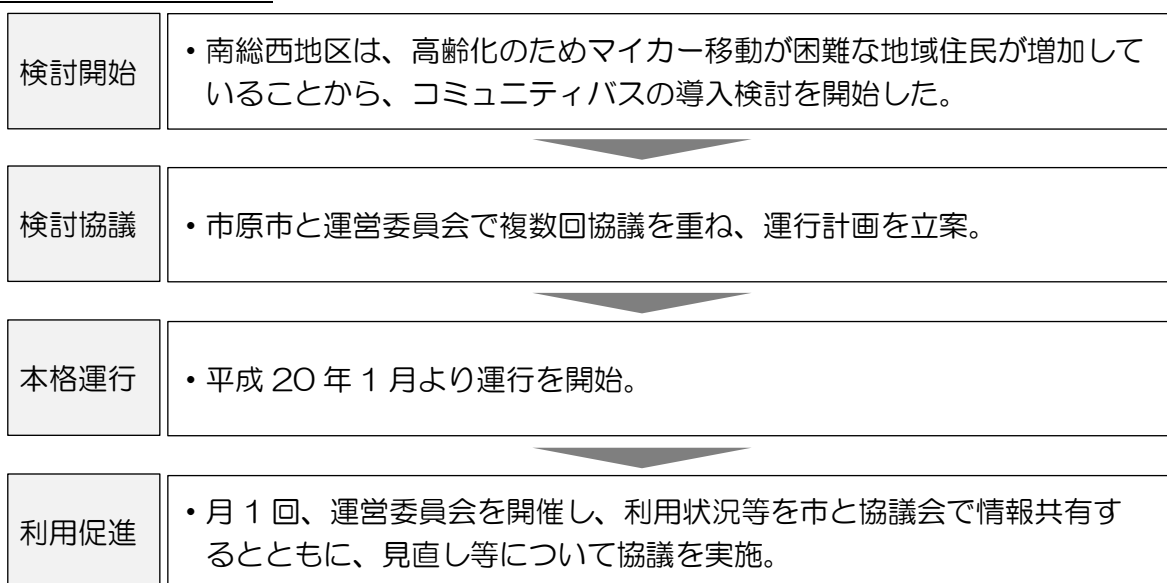 検討開始
・南総西地区は、高齢化のためマイカー移動が困難な地域住民が増加して
いることから、コミュニティバスの導入検討を開始した。
検討協議
・市原市と運営委員会で複数回協議を重ね、運行計画を立案。
本格運行
・平成 20 年 1 月より運行を開始。
利用促進
・月 1 回、運営委員会を開催し、利用状況等を市と協議会で情報共有す
るとともに、見直し等について協議を実施。